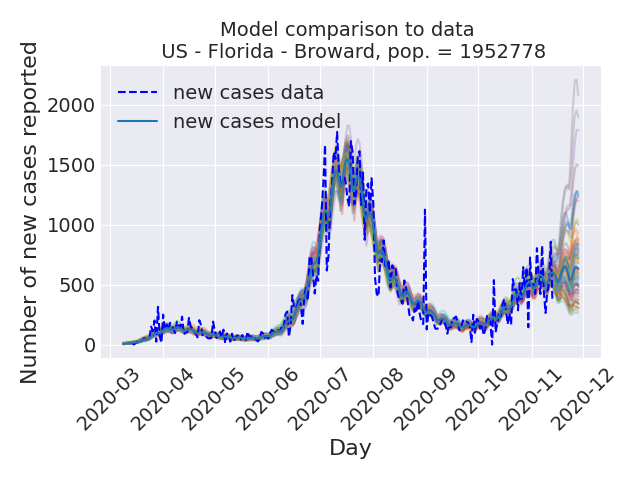 Model comparison to data
US - Florida - Broward, pop. = 1952778
Number of new cases reported
2000
1500
1000
500
0
new cases data
new cases model
2020-03
2020-04
2020-05
2020-06
2020-07
2020-08
2020-09
2020-10
2020-11
2020-12
Day